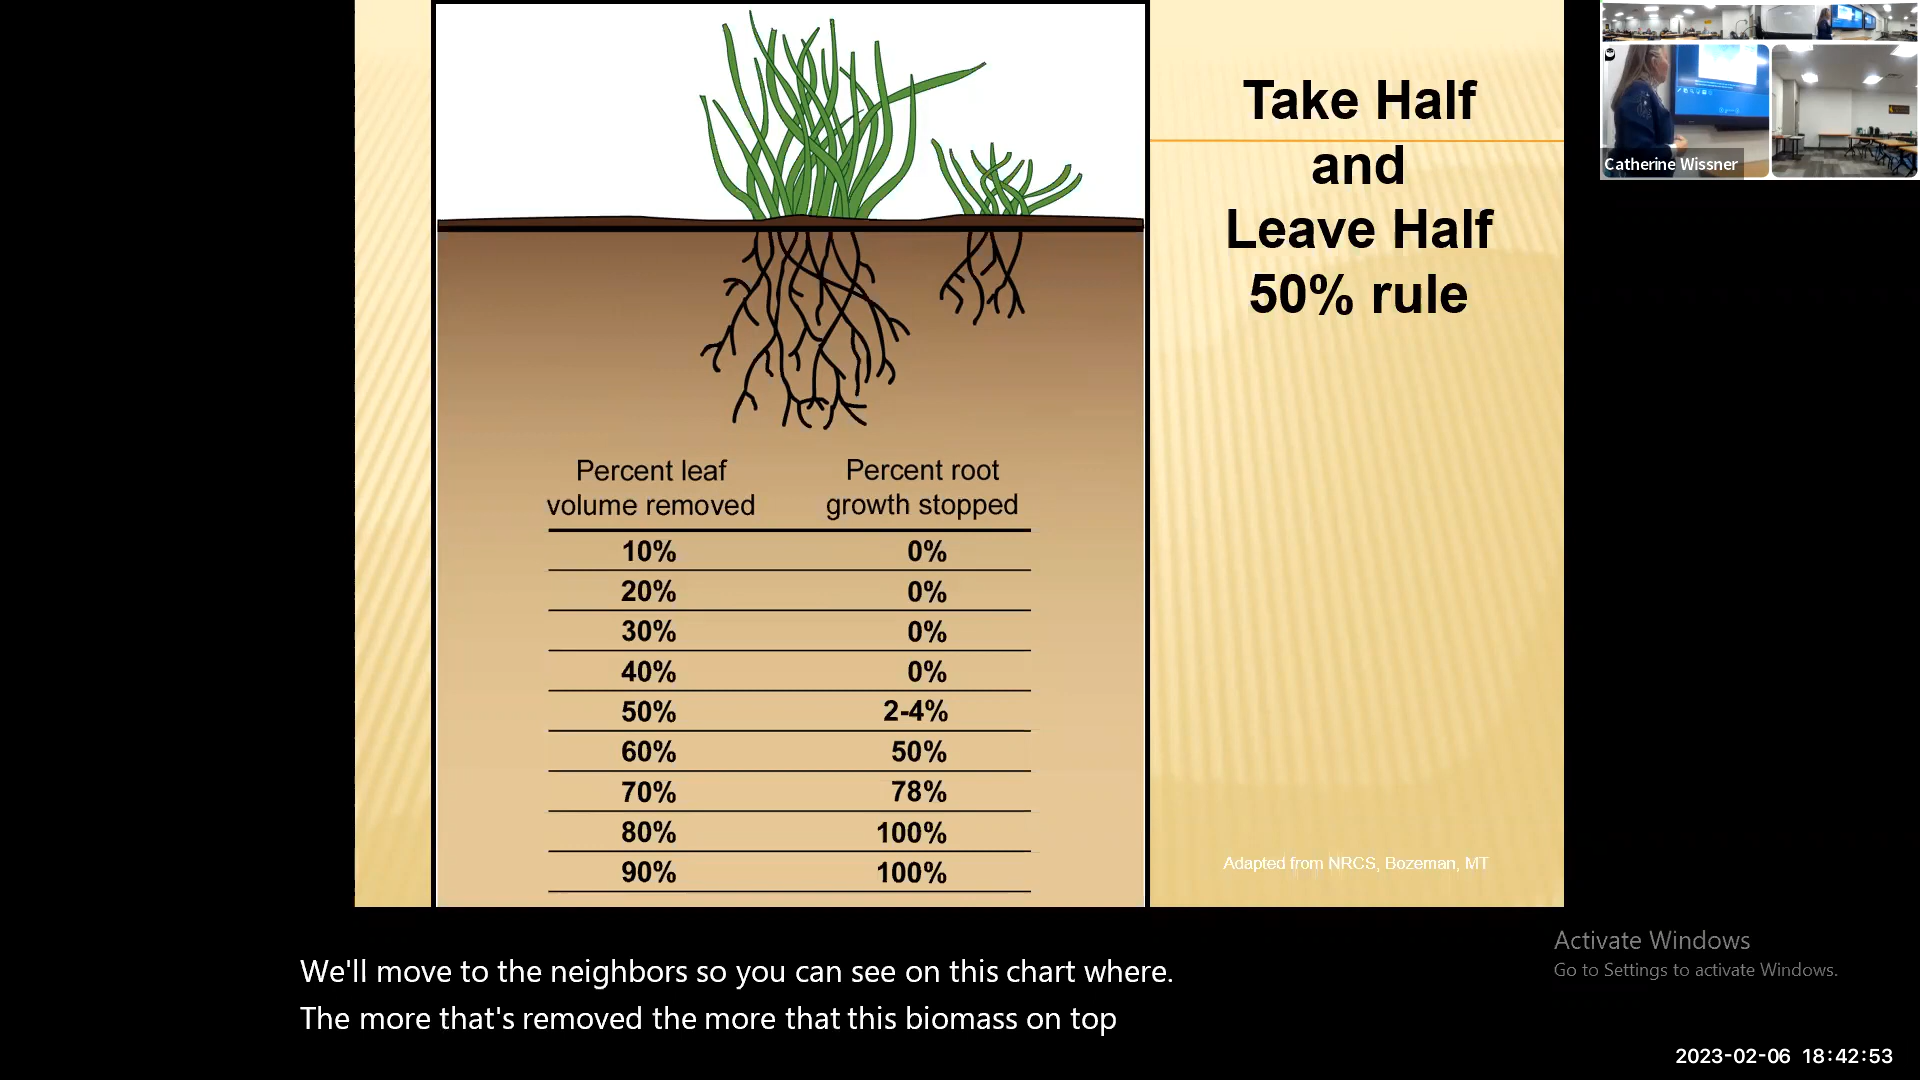 Take Half
and
Leave Half
50% rule
Percent leaf
volume removed
Percent root
growth stopped
10% 0%
20% 0%
30% 0%
40% 0%
50% 2-4%
60% 50%
70% 78%
80% 100%
90% 100%
Adapted from NRCS, Bozeman, MT
Catherine Wissner
We'll move to the neighbors so you can see on this chart where.
The more that's removed the more that this biomass on top
Activate Windows
Go to Settings to activate Windows.
2023-02-06 18:42:53